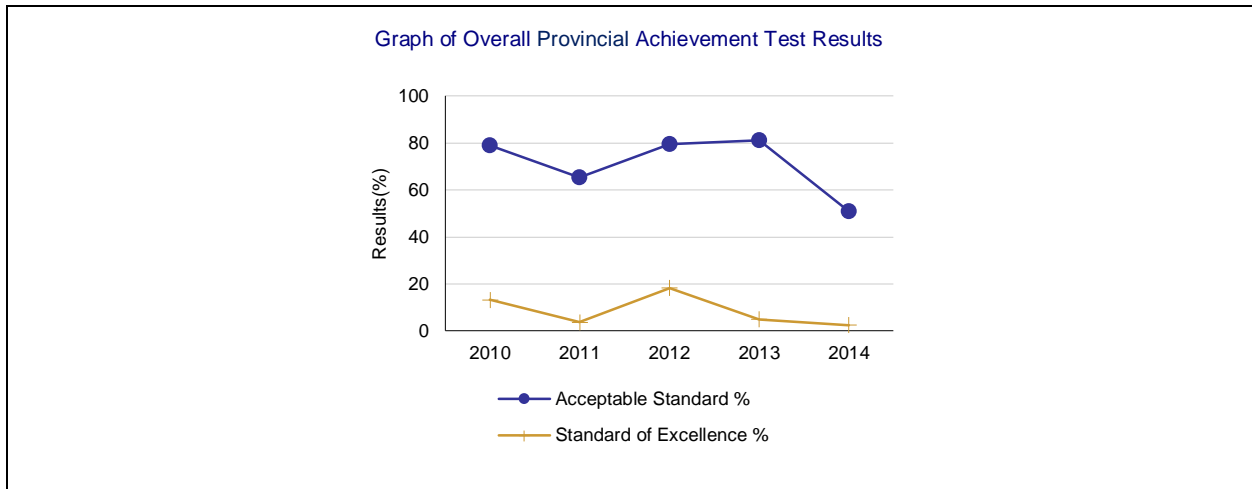 Graph of Overall Provincial Achievement Test Results
100
80
60
40
20
0
Results(%)
2010 2011 2012 2013 2014
Acceptable Standard %
Standard of Excellence %